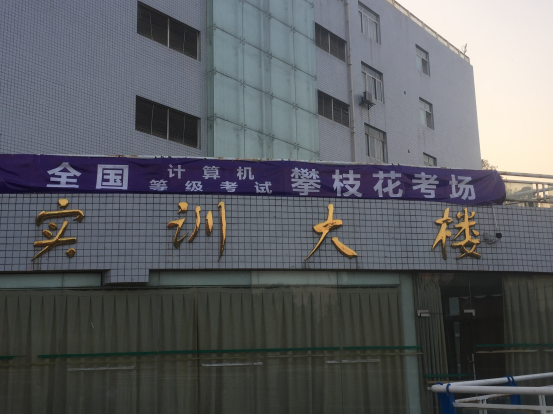 全国 计算机 攀枝花考场
等级考试
实训大楼